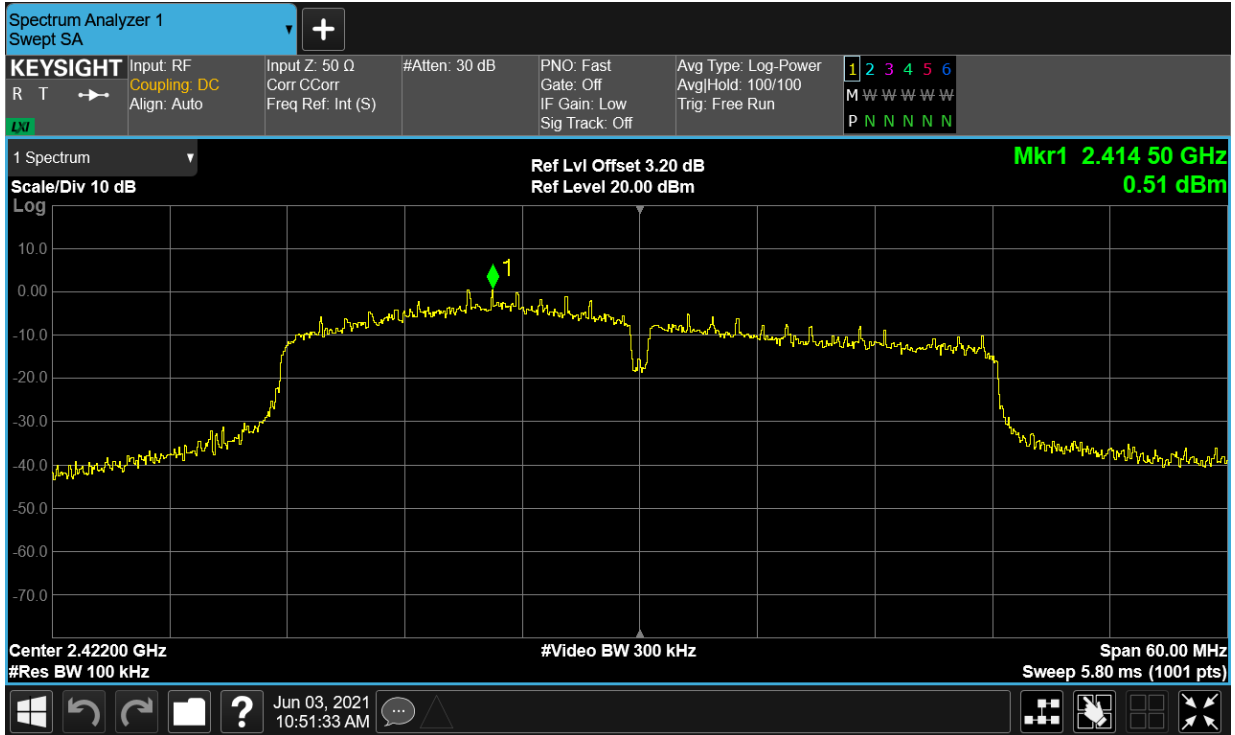 Spectrum Analyzer 1
Swept SA
KEYSIGHT
R T
LXI
Input: RF
Coupling: DC
Align: Auto
Input Z: 50 Ω
Corr CCorr
Freq Ref: Int (S)
#Atten: 30 dB
PNO: Fast
Gate: Off
IF Gain: Low
Sig Track: Off
Avg Type: Log-Power
Avg|Hold: 100/100
Trig: Free Run
1 2 3 4 5 6
M W W W W W
P N N N N N
1 Spectrum
Scale/Div 10 dB
Log
Ref Lvl Offset 3.20 dB
Ref Level 20.00 dBm
Mkr1 2.414 50 GHz
0.51 dBm
1
10.0
0.00
-10.0
-20.0
-30.0
-40.0
-50.0
-60.0
-70.0
Center 2.42200 GHz
#Res BW 100 kHz
#Video BW 300 kHz
Span 60.00 MHz
Sweep 5.80 ms (1001 pts)
?
Jun 03, 2021
10:51:33 AM